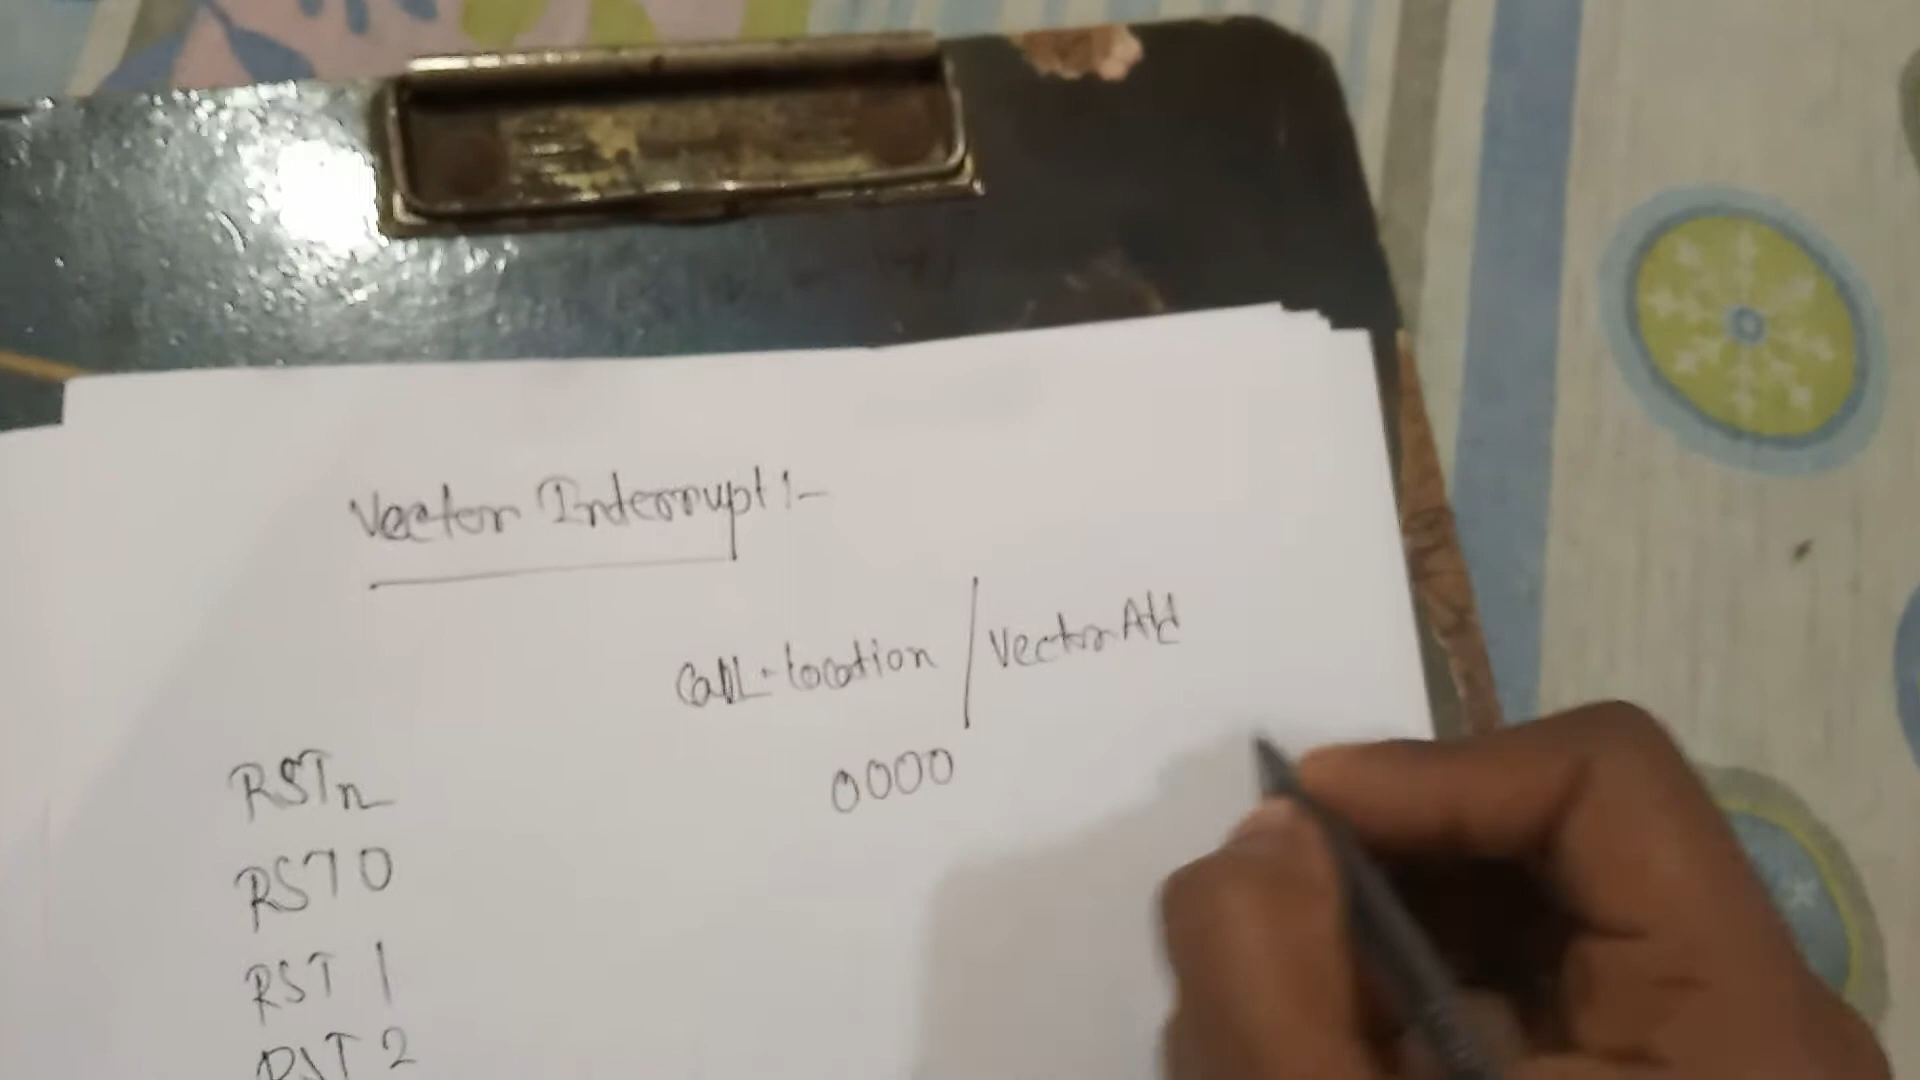 Vector Interrupt :-
CALL-location / Vector Add
RSTn 0000
RST 0
RST 1
RST 2